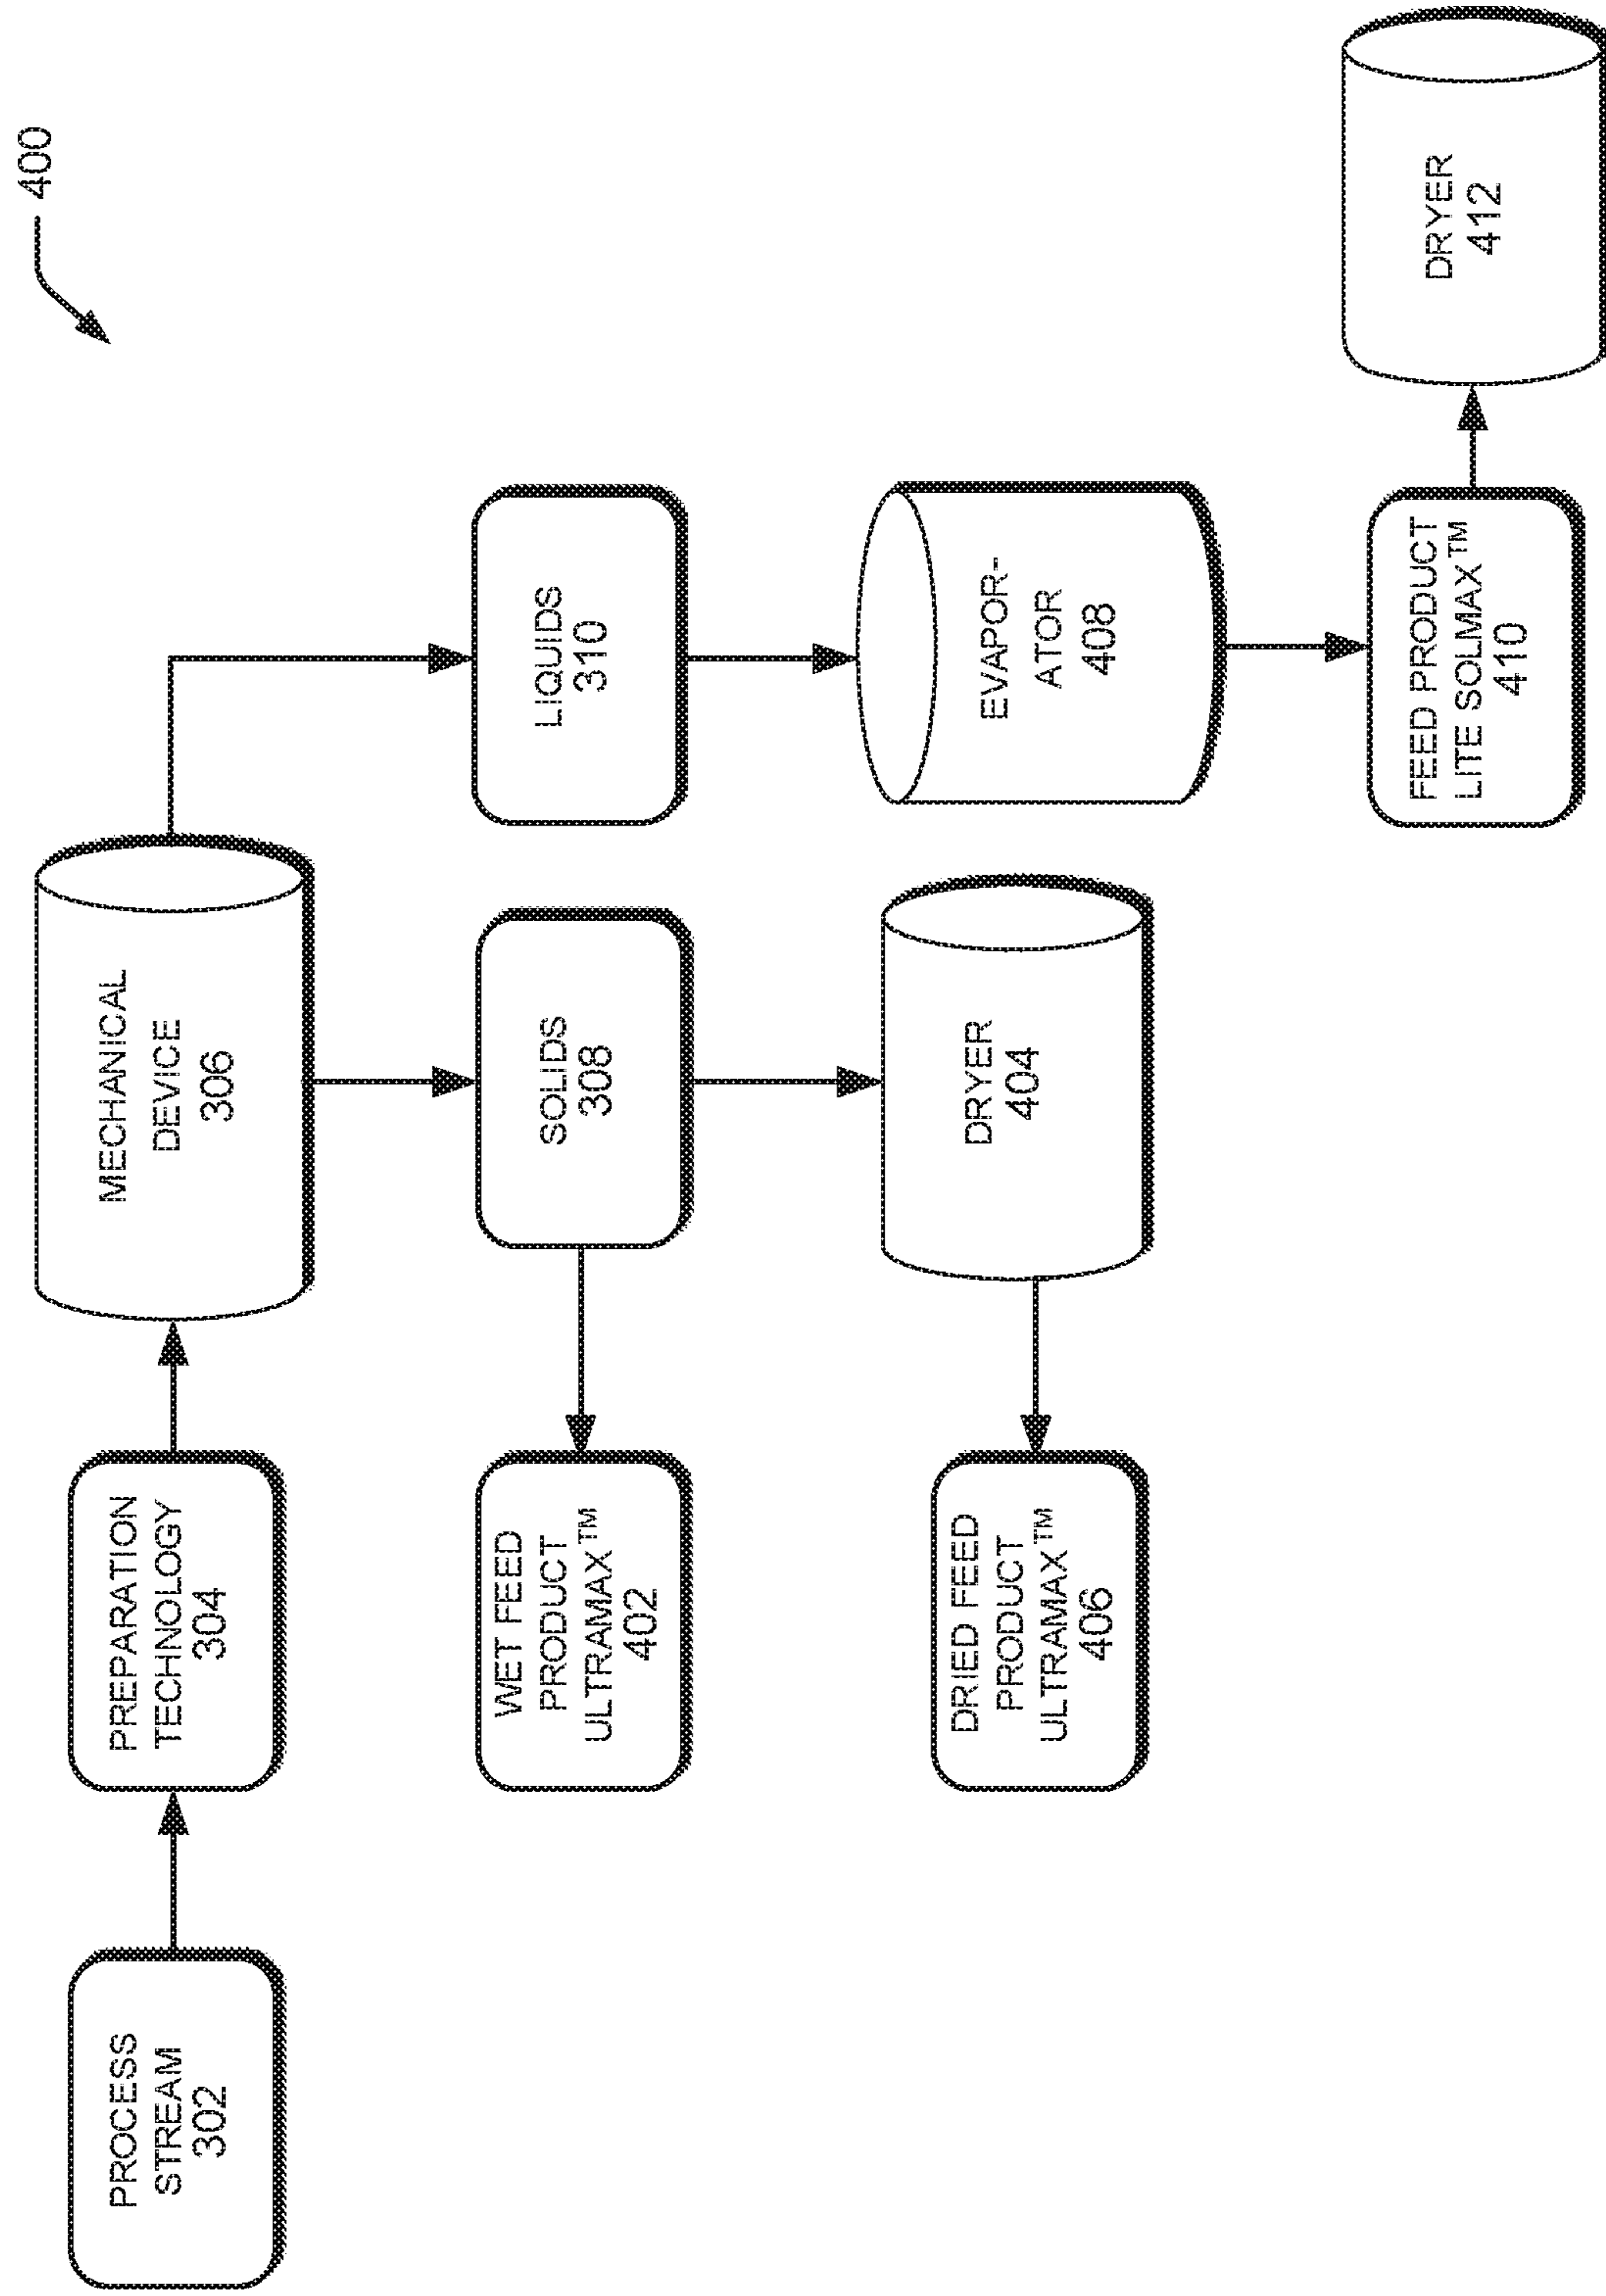 400
PROCESS
STREAM
302
PREPARATION
TECHNOLOGY
304
MECHANICAL
DEVICE
306
WET FEED
PRODUCT
ULTRAMAX™
402
SOLIDS
308
LIQUIDS
310
DRIED FEED
PRODUCT
ULTRAMAX™
406
DRYER
404
EVAPOR-
ATOR
408
FEED PRODUCT
LITE SOLMAX™
410
DRYER
412